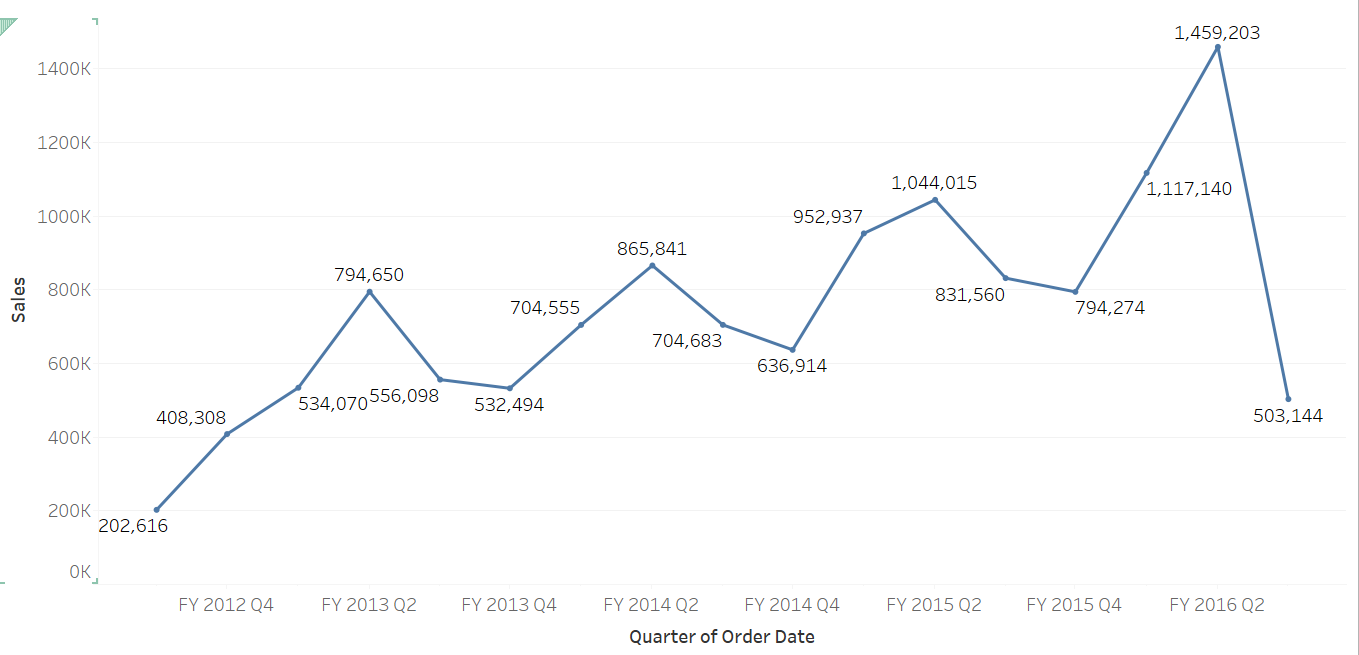 1,459,203
1400K
1200K
1,044,015
1,117,140
1000K
952,937
865,841
794,650
800K
704,555
831,560
794,274
704,683
636,914
600K
534,070
556,098
532,494
408,308
503,144
400K
200K
202,616
0K
Sales
FY 2012 Q4 FY 2013 Q2 FY 2013 Q4 FY 2014 Q2 FY 2014 Q4 FY 2015 Q2 FY 2015 Q4 FY 2016 Q2
Quarter of Order Date